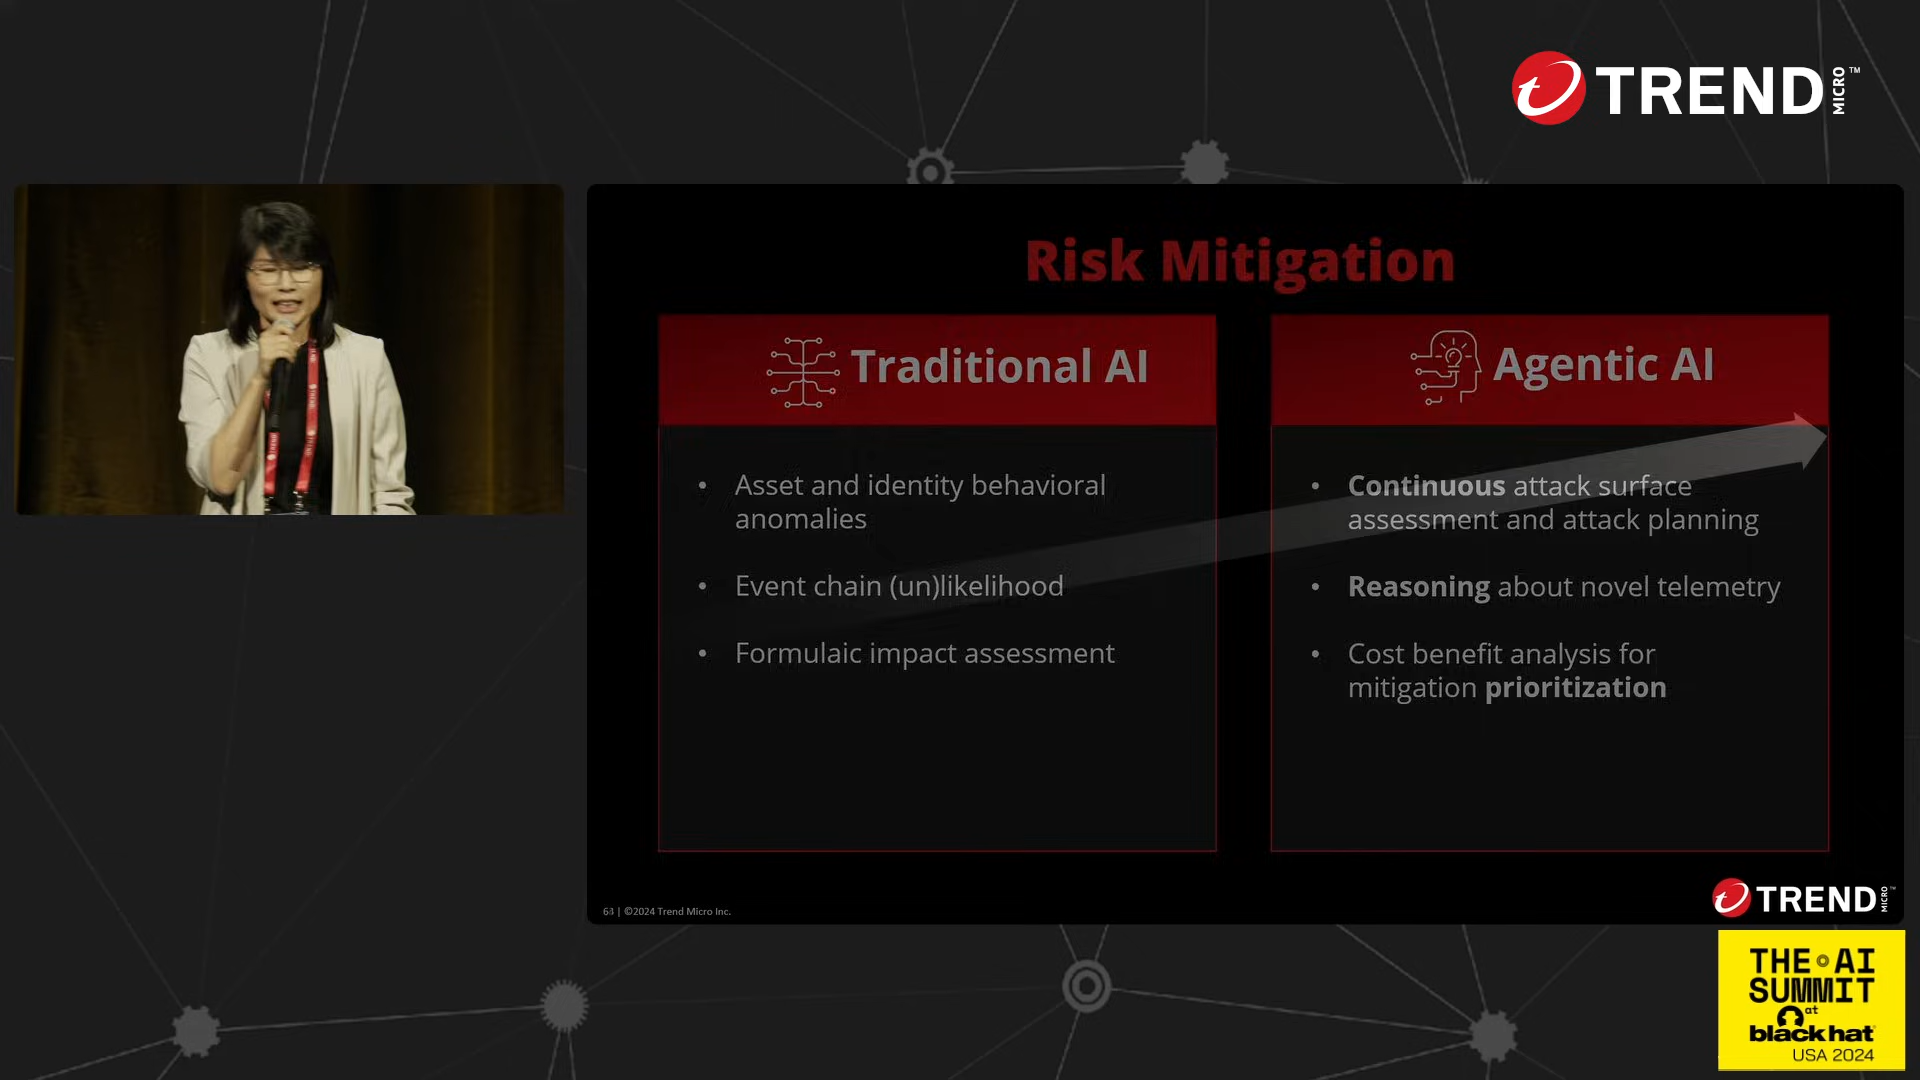 TREND
MICRO
™
Risk Mitigation
Traditional AI
• Asset and identity behavioral
anomalies
• Event chain (un)likelihood
• Formulaic impact assessment
Agentic AI
• Continuous attack surface
assessment and attack planning
• Reasoning about novel telemetry
• Cost benefit analysis for
mitigation prioritization
| ©2024 Trend Micro Inc.
TREND
MICRO
™
THE AI
SUMMIT
at
black hat
USA 2024